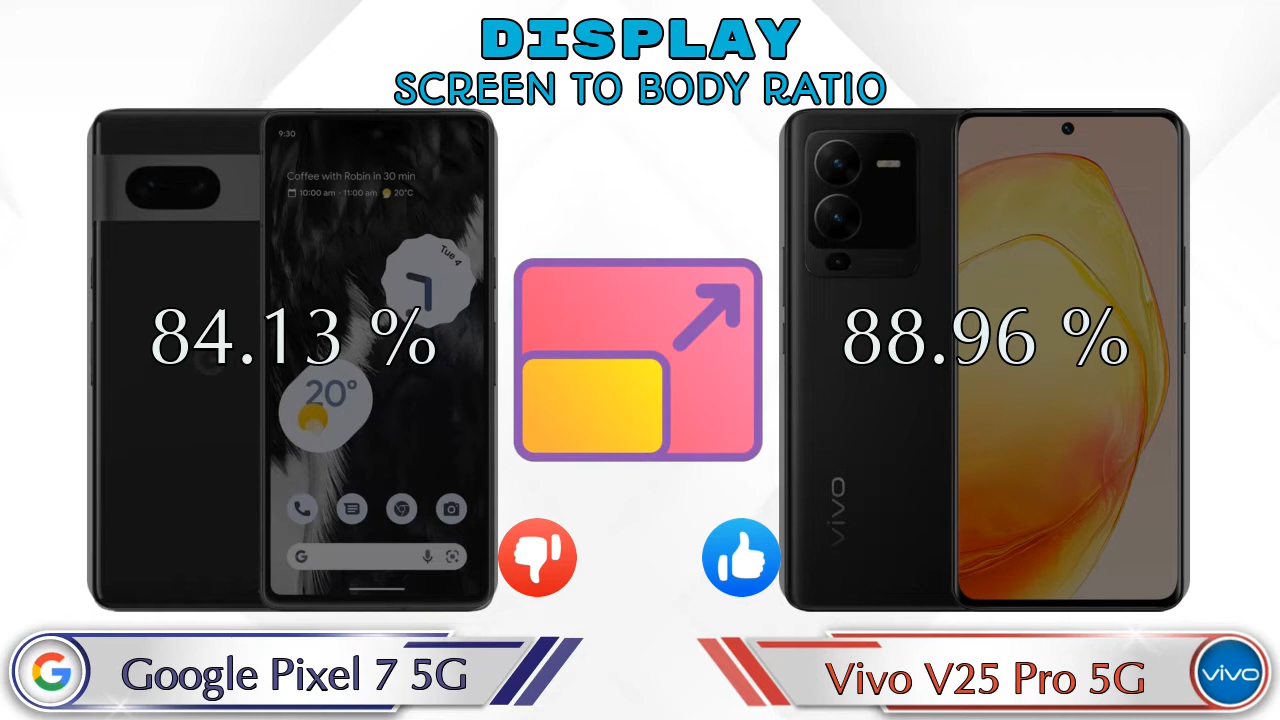 DISPLAY
SCREEN TO BODY RATIO
9:30
Coffee with Robin in 30 min
10:00 am - 11:00 am 20°C
Tue 4
84.13 %
88.96 %
20°
vivo
G
Google Pixel 7 5G
Vivo V25 Pro 5G
vivo